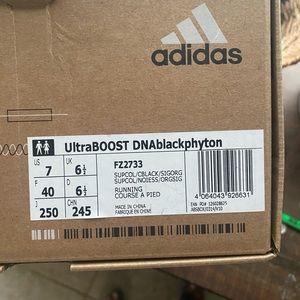 adidas
UltraBOOST DNAblackphyton
US 7 UK 6½
F 40 D 6½
J 250 CHN 245
FZ2733
SUPCOL/CBLACK/SIGORG
SUPCOL/NOIESS/ORGSIG
RUNNING
COURSE À PIED
MADE IN CHINA
FABRIQUE EN CHINE
4 064043 926631